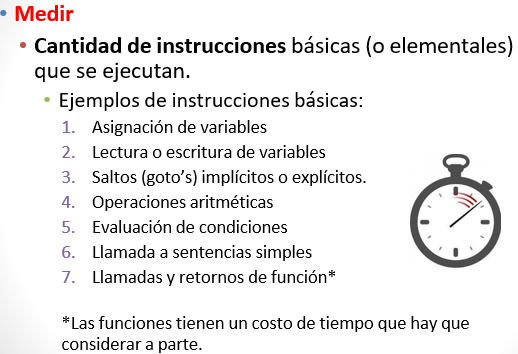 • Medir
• Cantidad de instrucciones básicas (o elementales)
que se ejecutan.
• Ejemplos de instrucciones básicas:
1. Asignación de variables
2. Lectura o escritura de variables
3. Saltos (goto’s) implícitos o explícitos.
4. Operaciones aritméticas
5. Evaluación de condiciones
6. Llamada a sentencias simples
7. Llamadas y retornos de función*
*Las funciones tienen un costo de tiempo que hay que
considerar a parte.